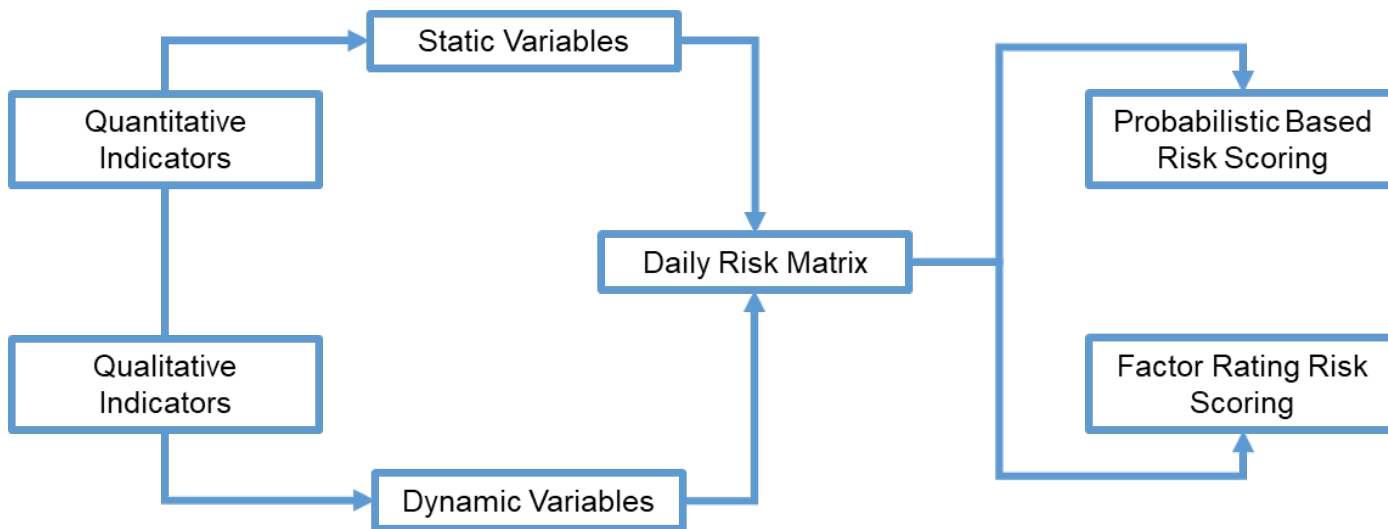 Static Variables
Quantitative
Indicators
Probabilistic Based
Risk Scoring
Daily Risk Matrix
Qualitative
Indicators
Factor Rating Risk
Scoring
Dynamic Variables